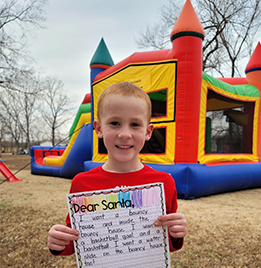 Dear Santa,
I want a bouncy
house and inside the
bouncy house I want
a basketball goal and a
basketball. I want a water
slide on the bouncy house
too!